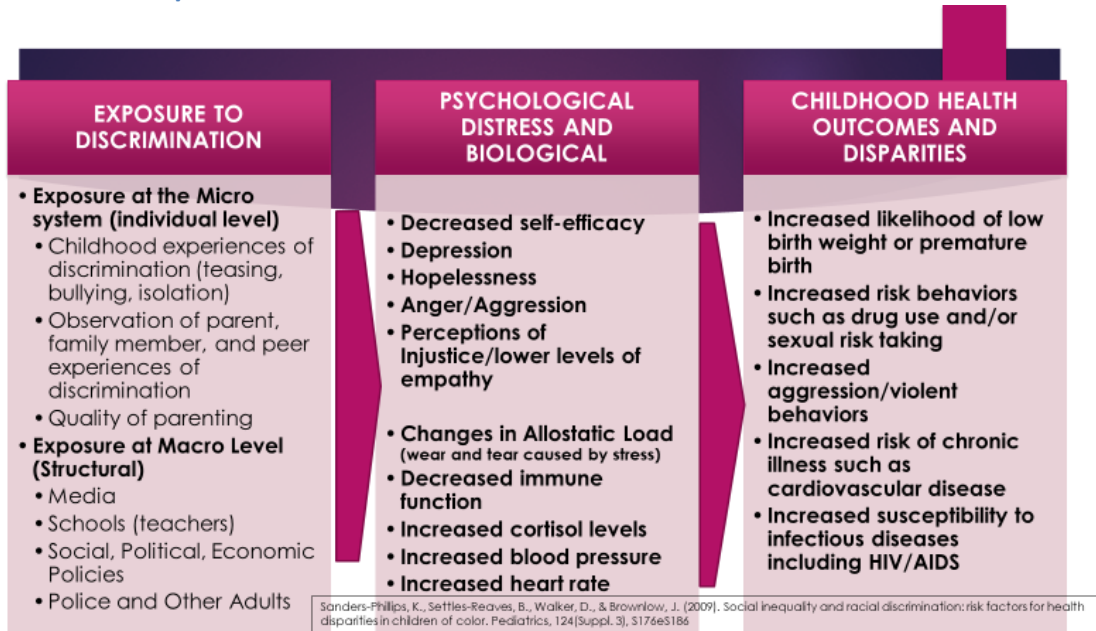 EXPOSURE TO
DISCRIMINATION
• Exposure at the Micro
system (individual level)
• Childhood experiences of
discrimination (teasing,
bullying, isolation)
• Observation of parent,
family member, and peer
experiences of
discrimination
• Quality of parenting
• Exposure at Macro Level
(Structural)
• Media
• Schools (teachers)
• Social, Political, Economic
Policies
• Police and Other Adults
PSYCHOLOGICAL
DISTRESS AND
BIOLOGICAL
• Decreased self-efficacy
• Depression
• Hopelessness
• Anger/Aggression
• Perceptions of
Injustice/lower levels of
empathy
• Changes in Allostatic Load
(wear and tear caused by stress)
• Decreased immune
function
• Increased cortisol levels
• Increased blood pressure
• Increased heart rate
CHILDHOOD HEALTH
OUTCOMES AND
DISPARITIES
• Increased likelihood of low
birth weight or premature
birth
• Increased risk behaviors
such as drug use and/or
sexual risk taking
• Increased
aggression/violent
behaviors
• Increased risk of chronic
illness such as
cardiovascular disease
• Increased susceptibility to
infectious diseases
including HIV/AIDS
Sanders-Phillips, K., Settles-Reaves, B., Walker, D., & Brownlow, J. (2009). Social inequality and racial discrimination: risk factors for health
disparities in children of color. Pediatrics, 124(Suppl. 3), S176eS186